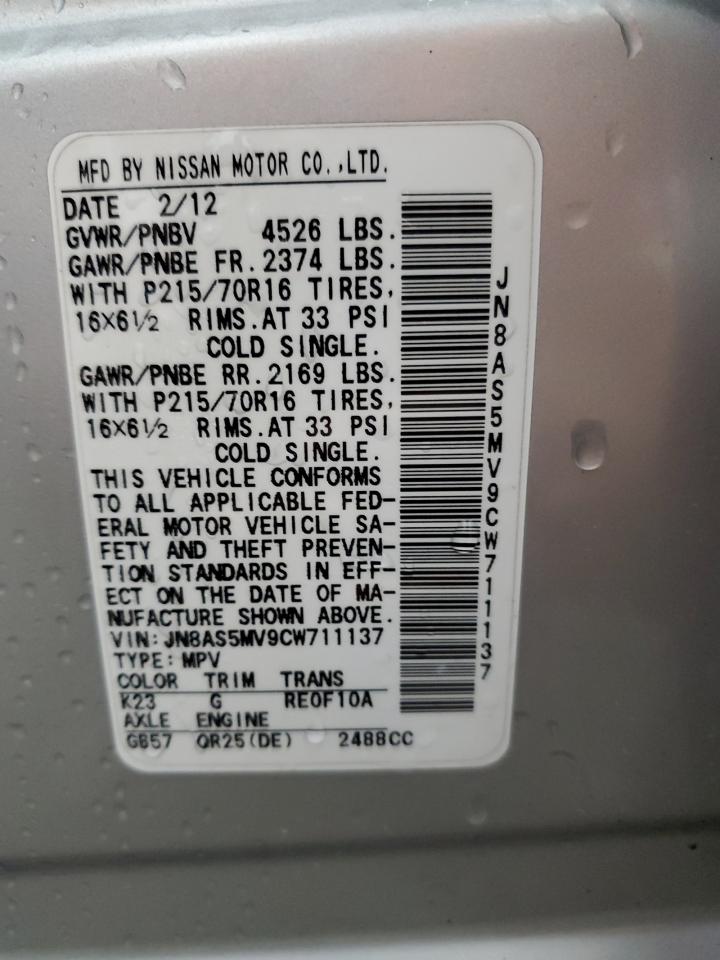 MFD BY NISSAN MOTOR CO.,LTD.
DATE 2/12
GVWR/PNBV 4526 LBS.
GAWR/PNBE FR. 2374 LBS.
WITH P215/70R16 TIRES,
16X6½ RIMS. AT 33 PSI
COLD SINGLE.
GAWR/PNBE RR. 2169 LBS.
WITH P215/70R16 TIRES,
16X6½ RIMS. AT 33 PSI
COLD SINGLE.
THIS VEHICLE CONFORMS
TO ALL APPLICABLE FED-
ERAL MOTOR VEHICLE SA-
FETY AND THEFT PREVEN-
TION STANDARDS IN EFF-
ECT ON THE DATE OF MA-
NUFACTURE SHOWN ABOVE.
VIN: JN8AS5MV9CW711137
TYPE: MPV
COLOR TRIM TRANS
K23 G RE0F10A
AXLE ENGINE
GB57 QR25(DE) 2488CC
JN8AS5MV9CW711137